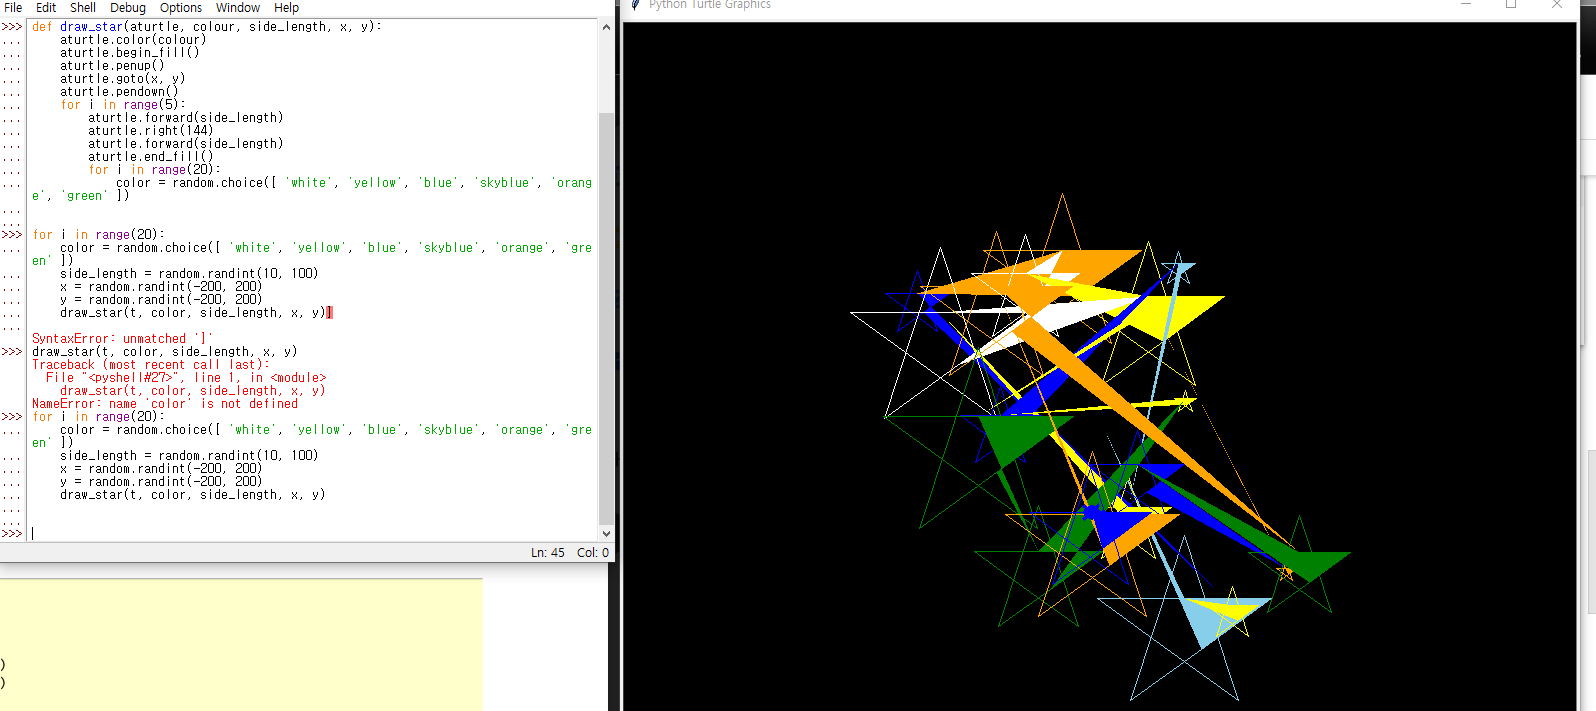 File Edit Shell Debug Options Window Help
>>> def draw_star(aturtle, colour, side_length, x, y):
... aturtle.color(colour)
... aturtle.begin_fill()
... aturtle.penup()
... aturtle.goto(x, y)
... aturtle.pendown()
... for i in range(5):
... aturtle.forward(side_length)
... aturtle.right(144)
... aturtle.forward(side_length)
... aturtle.end_fill()
... for i in range(20):
... color = random.choice([ 'white', 'yellow', 'blue', 'skyblue', 'orang
e', 'green' ])
...
...
>>> for i in range(20):
... color = random.choice([ 'white', 'yellow', 'blue', 'skyblue', 'orange', 'gre
en' ])
... side_length = random.randint(10, 100)
... x = random.randint(-200, 200)
... y = random.randint(-200, 200)
... draw_star(t, color, side_length, x, y)]
...
SyntaxError: unmatched ']'
>>> draw_star(t, color, side_length, x, y)
Traceback (most recent call last):
File "<pyshell#27>", line 1, in <module>
draw_star(t, color, side_length, x, y)
NameError: name 'color' is not defined
>>> for i in range(20):
... color = random.choice([ 'white', 'yellow', 'blue', 'skyblue', 'orange', 'gre
en' ])
... side_length = random.randint(10, 100)
... x = random.randint(-200, 200)
... y = random.randint(-200, 200)
... draw_star(t, color, side_length, x, y)
...
...
>>>
Ln: 45 Col: 0
)
)
Python Turtle Graphics